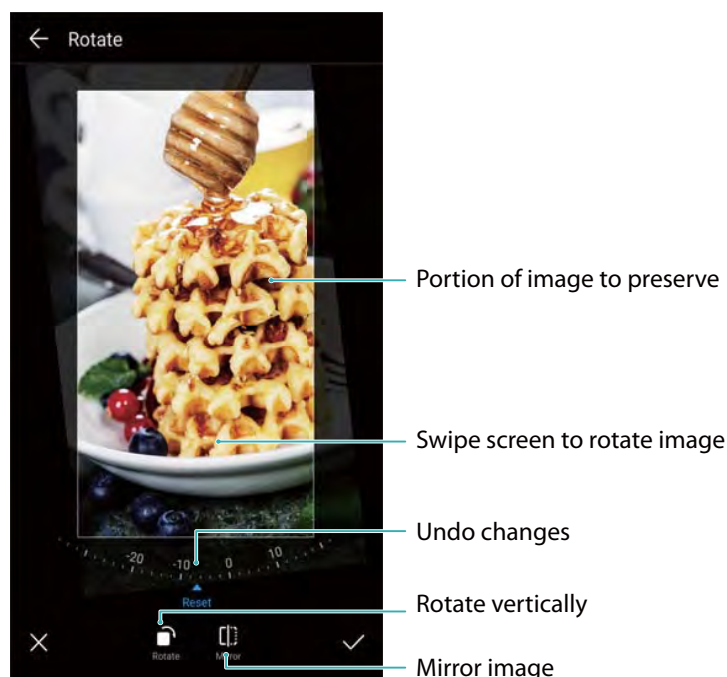 Rotate
Portion of image to preserve
Swipe screen to rotate image
-20 -10 0 10
Undo changes
Reset
Rotate vertically
Rotate Mirror
Mirror image